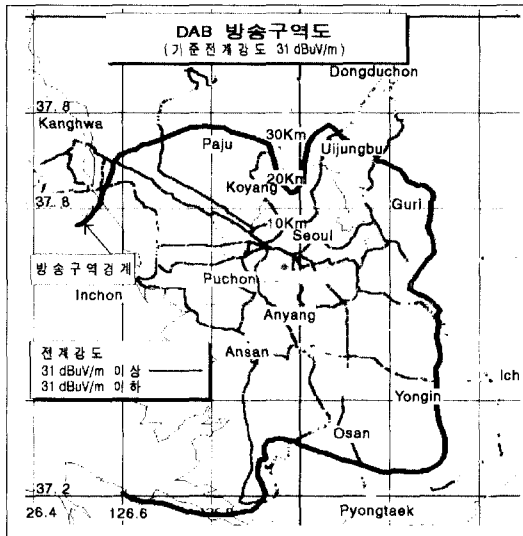 DAB 방송구역도
(기준전계강도 31 dBuV/m)
Dongduchon
37.8
Kanghwa
30Km
Paju
Uijungbu
20Km
Koyang
37.8
Guri
10Km
Seoul
방송구역경계
Puchon
Inchon
Anyang
전계강도
31 dBuV/m 이상
31 dBuV/m 이하
Ansan
Ich
Yongin
Osan
37.2
26.4
126.6
Pyongtaek